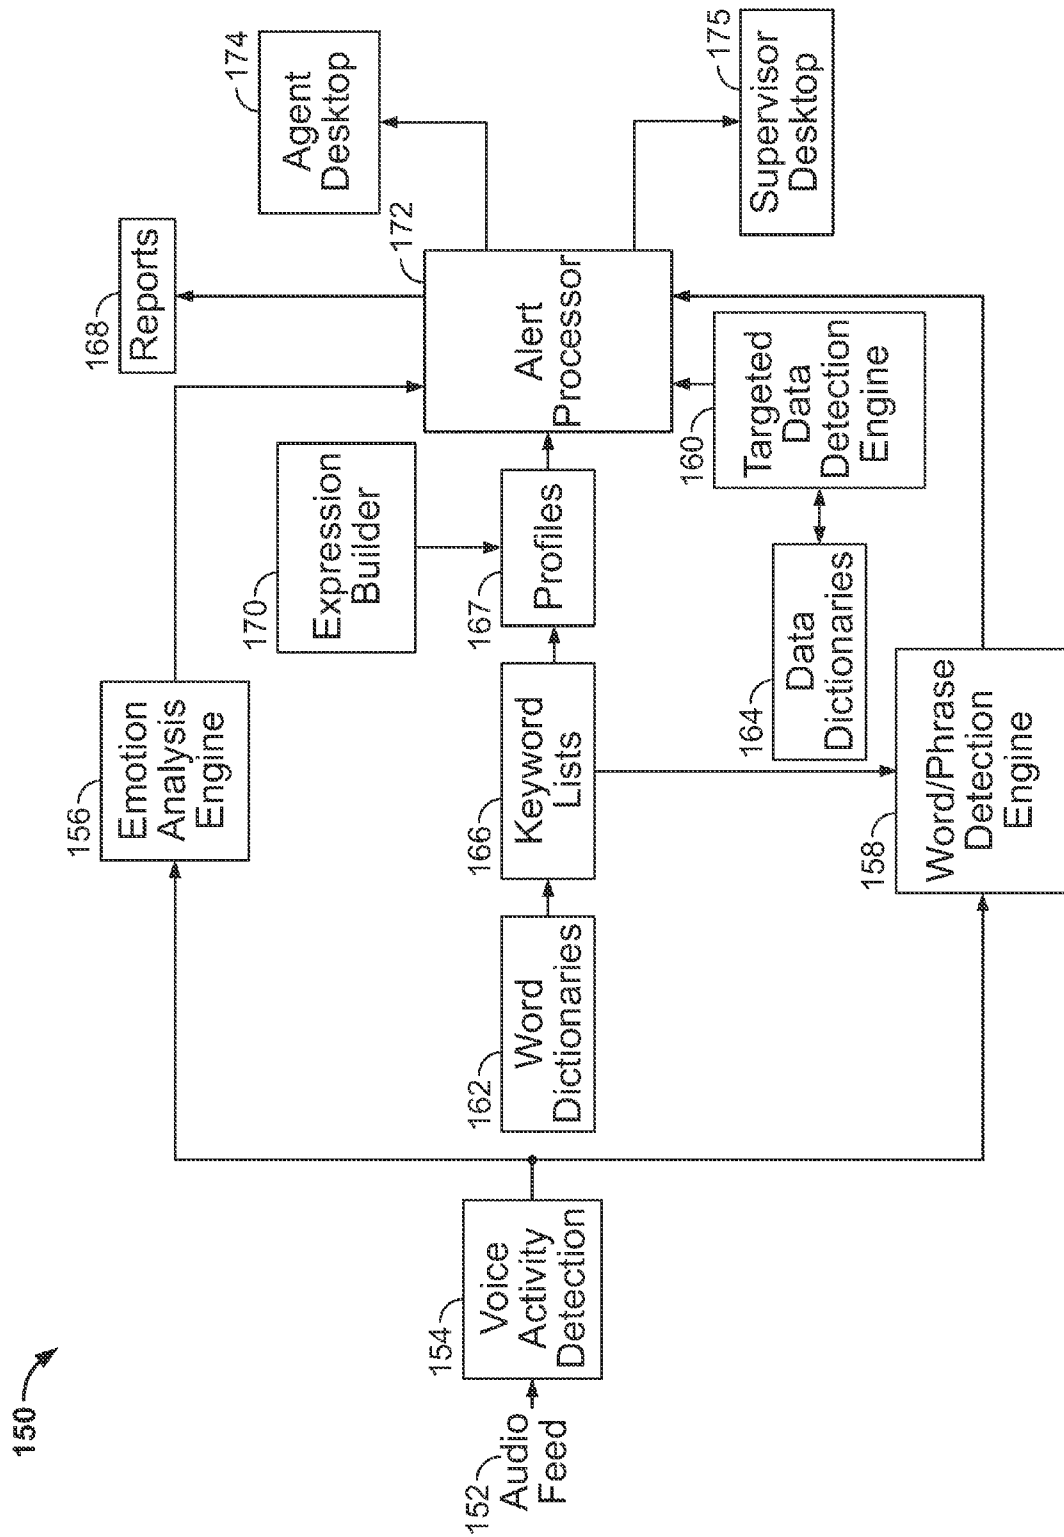 150
152
Audio
Feed
154
Voice
Activity
Detection
156
Emotion
Analysis
Engine
162
Word
Dictionaries
166
Keyword
Lists
170
Expression
Builder
167
Profiles
158
Word/Phrase
Detection
Engine
164
Data
Dictionaries
160
Targeted
Data
Detection
Engine
172
Alert
Processor
168
Reports
174
Agent
Desktop
175
Supervisor
Desktop